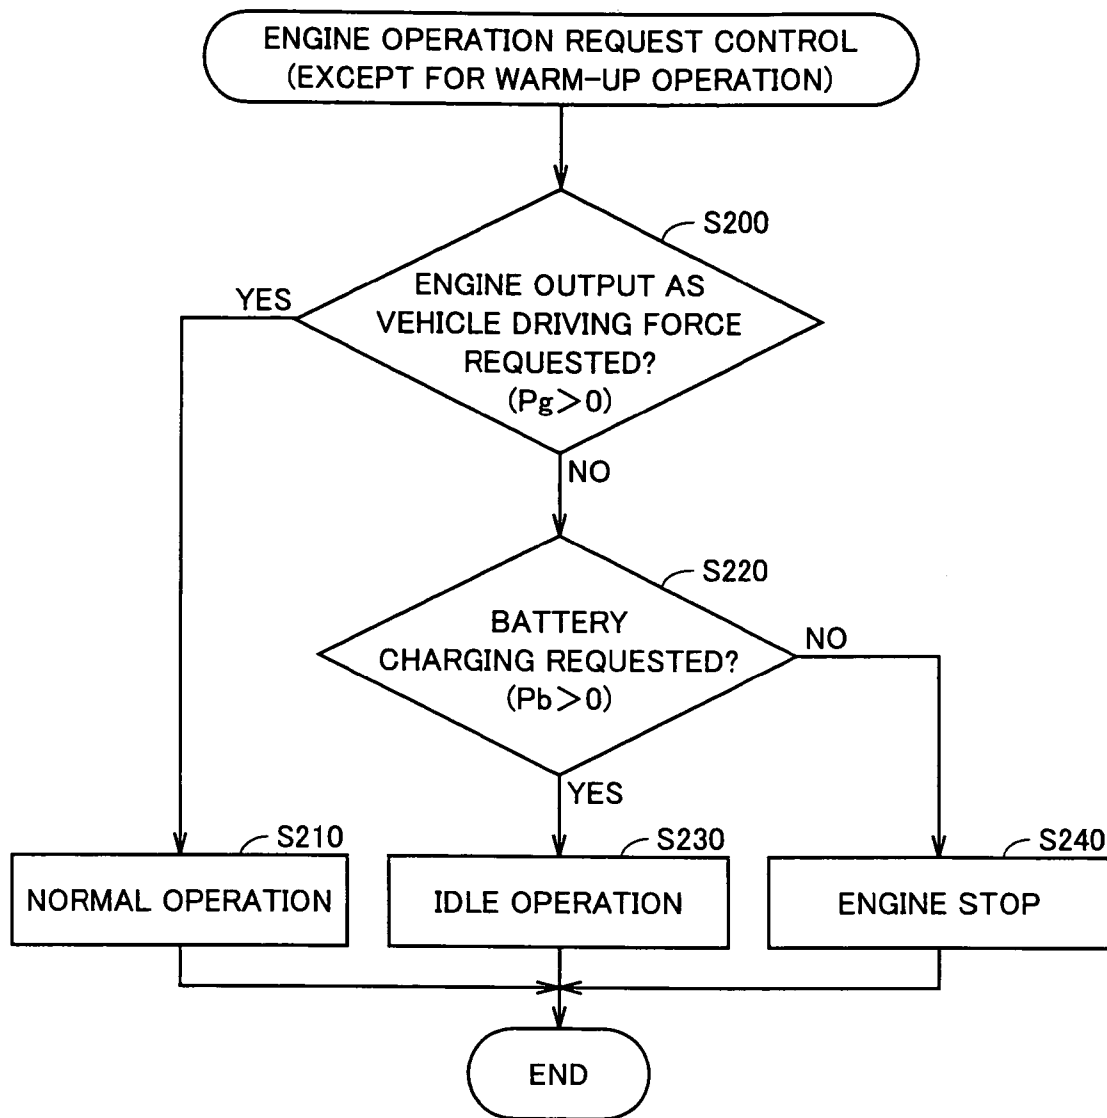 ENGINE OPERATION REQUEST CONTROL
(EXCEPT FOR WARM-UP OPERATION)
S200
ENGINE OUTPUT AS
VEHICLE DRIVING FORCE
REQUESTED?
(Pg>0)
YES
NO
S220
BATTERY
CHARGING REQUESTED?
(Pb>0)
NO
YES
S210
NORMAL OPERATION
S230
IDLE OPERATION
S240
ENGINE STOP
END